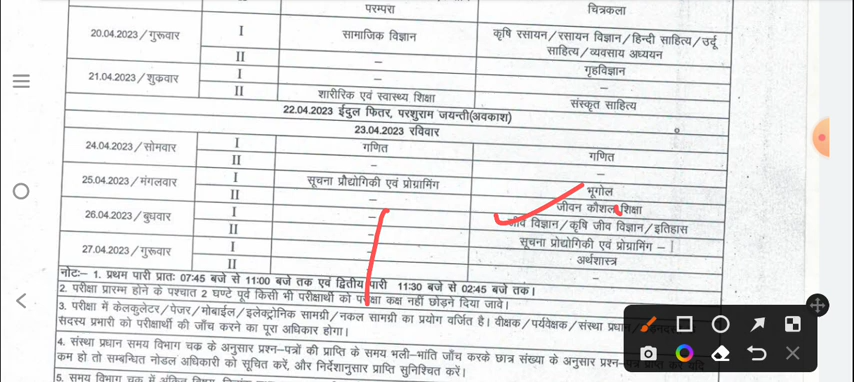 परम्परा चित्रकला
20.04.2023 / गुरूवार I सामाजिक विज्ञान कृषि रसायन/रसायन विज्ञान/हिन्दी साहित्य/उर्दू
साहित्य/व्यवसाय अध्ययन
II – गृहविज्ञान
21.04.2023 / शुकवार I – –
II शारीरिक एवं स्वास्थ्य शिक्षा संस्कृत साहित्य
22.04.2023 ईदुल फितर, परशुराम जयन्ती(अवकाश)
23.04.2023 रविवार
24.04.2023 / सोमवार I गणित गणित
II – –
25.04.2023 / मंगलवार I सूचना प्रौद्योगिकी एवं प्रोग्रामिंग भूगोल
II – जीवन कौशल शिक्षा
26.04.2023 / बुधवार I – जीव विज्ञान/कृषि जीव विज्ञान/इतिहास
II – सूचना प्रोद्योगिकी एवं प्रोग्रामिंग – I
27.04.2023 / गुरूवार I – अर्थशास्त्र
II – –
नोटः– 1. प्रथम पारी प्रातः 07:45 बजे से 11:00 बजे तक एवं द्वितीय पारी 11:30 बजे से 02:45 बजे तक।
2. परीक्षा प्रारम्भ होने के पश्चात 2 घण्टे पूर्व किसी भी परीक्षार्थी को परीक्षा कक्ष नहीं छोड़ने दिया जावे।
3. परीक्षा में केलकुलेटर/पेजर/मोबाईल/इलेक्ट्रोनिक सामग्री/नकल सामग्री का प्रयोग वर्जित है। वीक्षक/पर्यवेक्षक/संस्था प्रधान
सदस्य प्रभारी को परीक्षार्थी की जाँच करने का पूरा अधिकार होगा।
4. संस्था प्रधान समय विभाग चक्र के अनुसार प्रश्न–पत्रों की प्राप्ति के समय भली–भांति जाँच करके छात्र संख्या के अनुसार प्रश्न–पत्र प्राप्त
कम हो तो सम्बन्धित नोडल अधिकारी को सूचित करें, और निर्देशानुसार प्राप्ति सुनिश्चित करें।
5. समय विभाग चक्र में अंकित